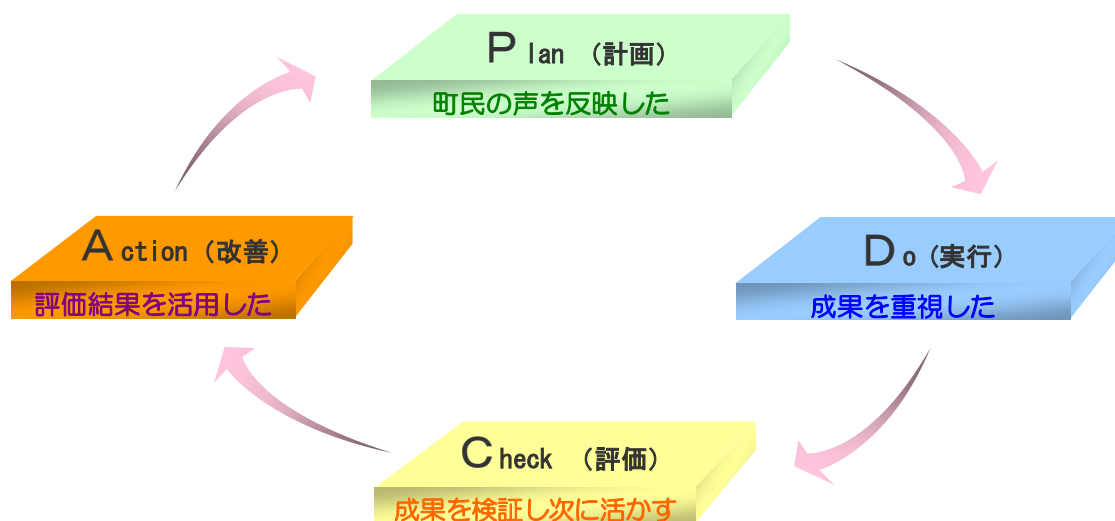 Plan （計画）
町民の声を反映した
Do（実行）
成果を重視した
Check （評価）
成果を検証し次に活かす
Action（改善）
評価結果を活用した